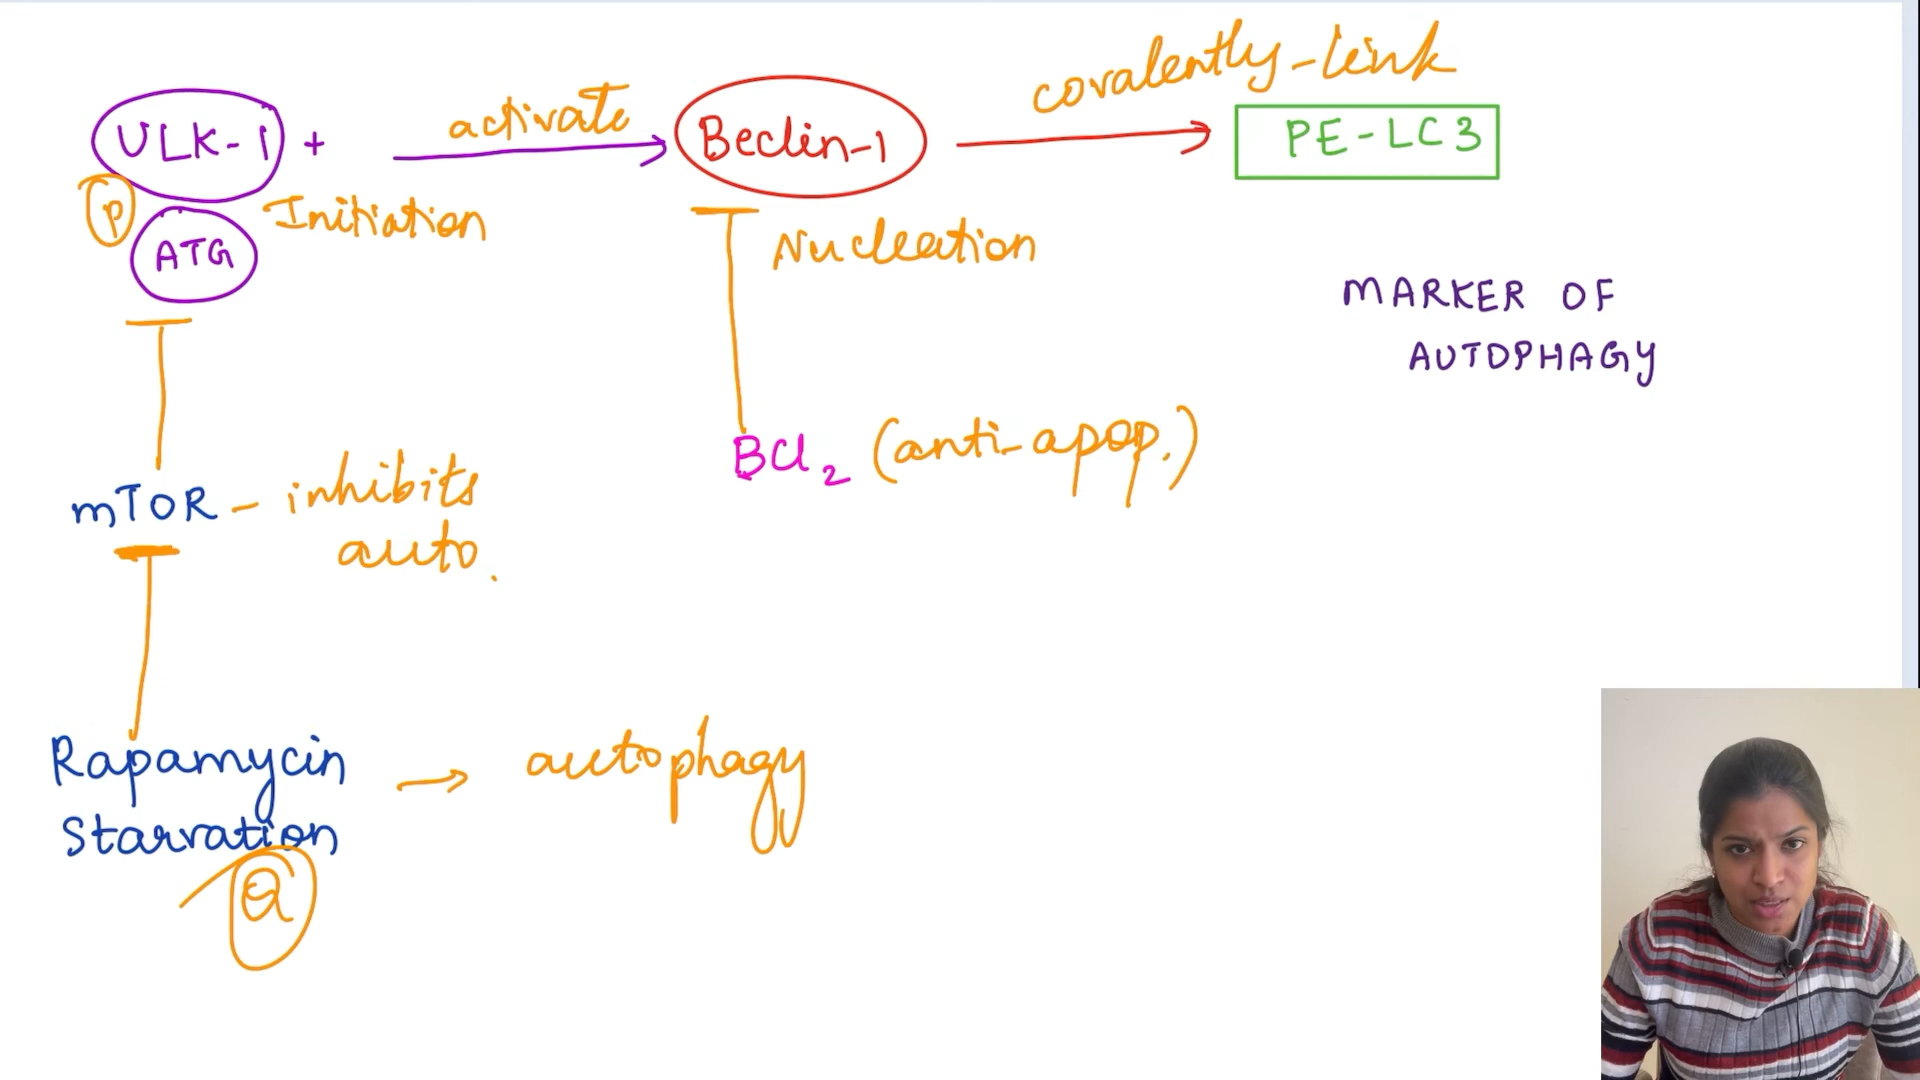 covalently-link
activate
ULK-1 +
Beclin-1
PE-LC3
P
Initiation
ATG
Nucleation
MARKER OF
AUTOPHAGY
BCl2 (anti-apop.)
mTOR - inhibits
auto.
Rapamycin → autophagy
Starvation
Q